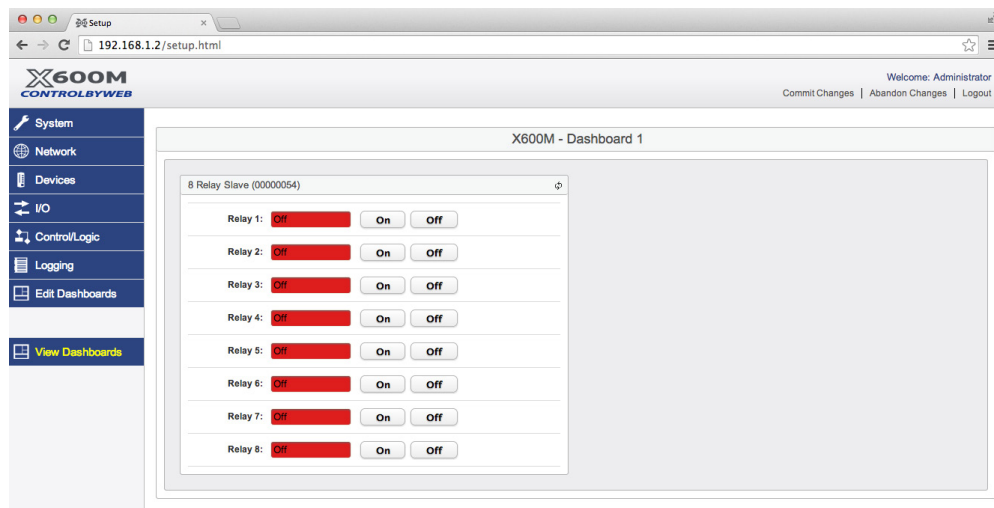 Setup
192.168.1.2/setup.html
X600M
CONTROLBYWEB
Welcome: Administrator
Commit Changes | Abandon Changes | Logout
System
Network
Devices
I/O
Control/Logic
Logging
Edit Dashboards
View Dashboards
X600M - Dashboard 1
8 Relay Slave (00000054)
Relay 1: Off On Off
Relay 2: Off On Off
Relay 3: Off On Off
Relay 4: Off On Off
Relay 5: Off On Off
Relay 6: Off On Off
Relay 7: Off On Off
Relay 8: Off On Off